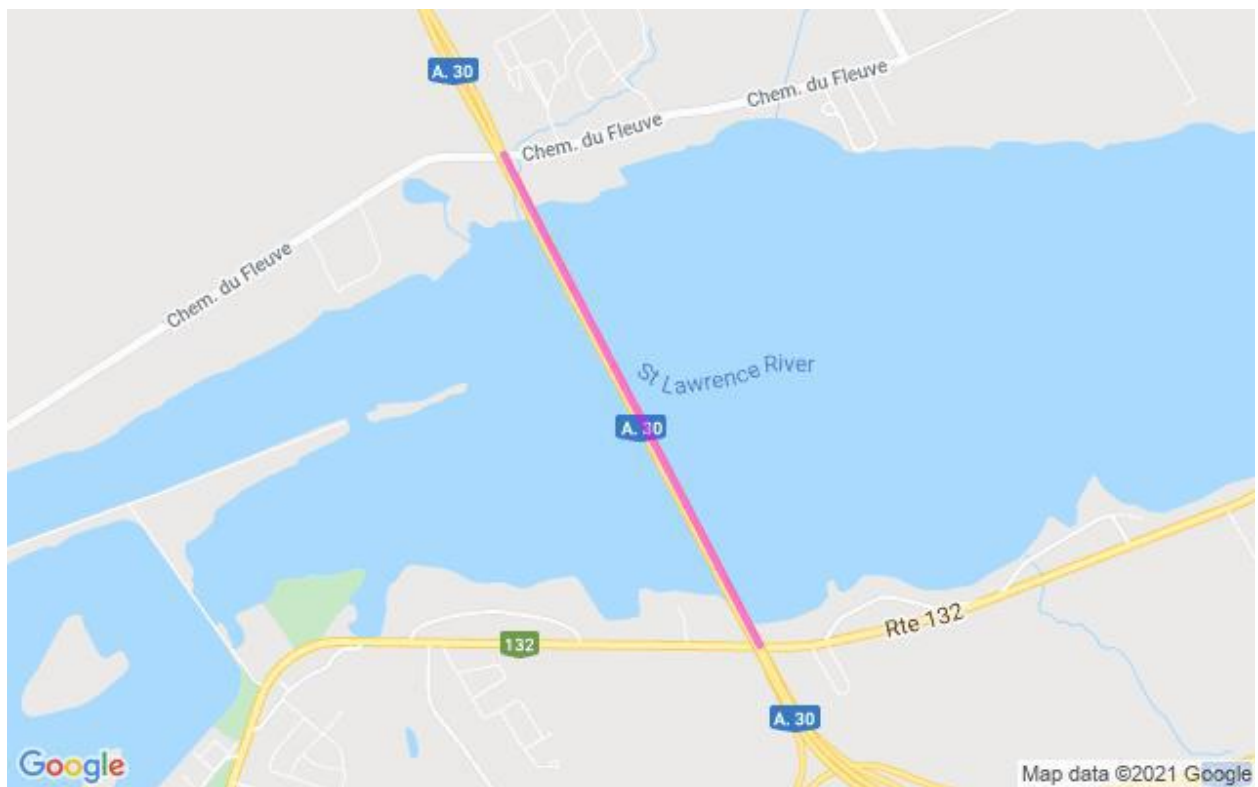 A. 30
Chem. du Fleuve
Chem. du Fleuve
Chem. du Fleuve
St Lawrence River
A. 30
Rte 132
132
A. 30
Google
Map data ©2021 Google